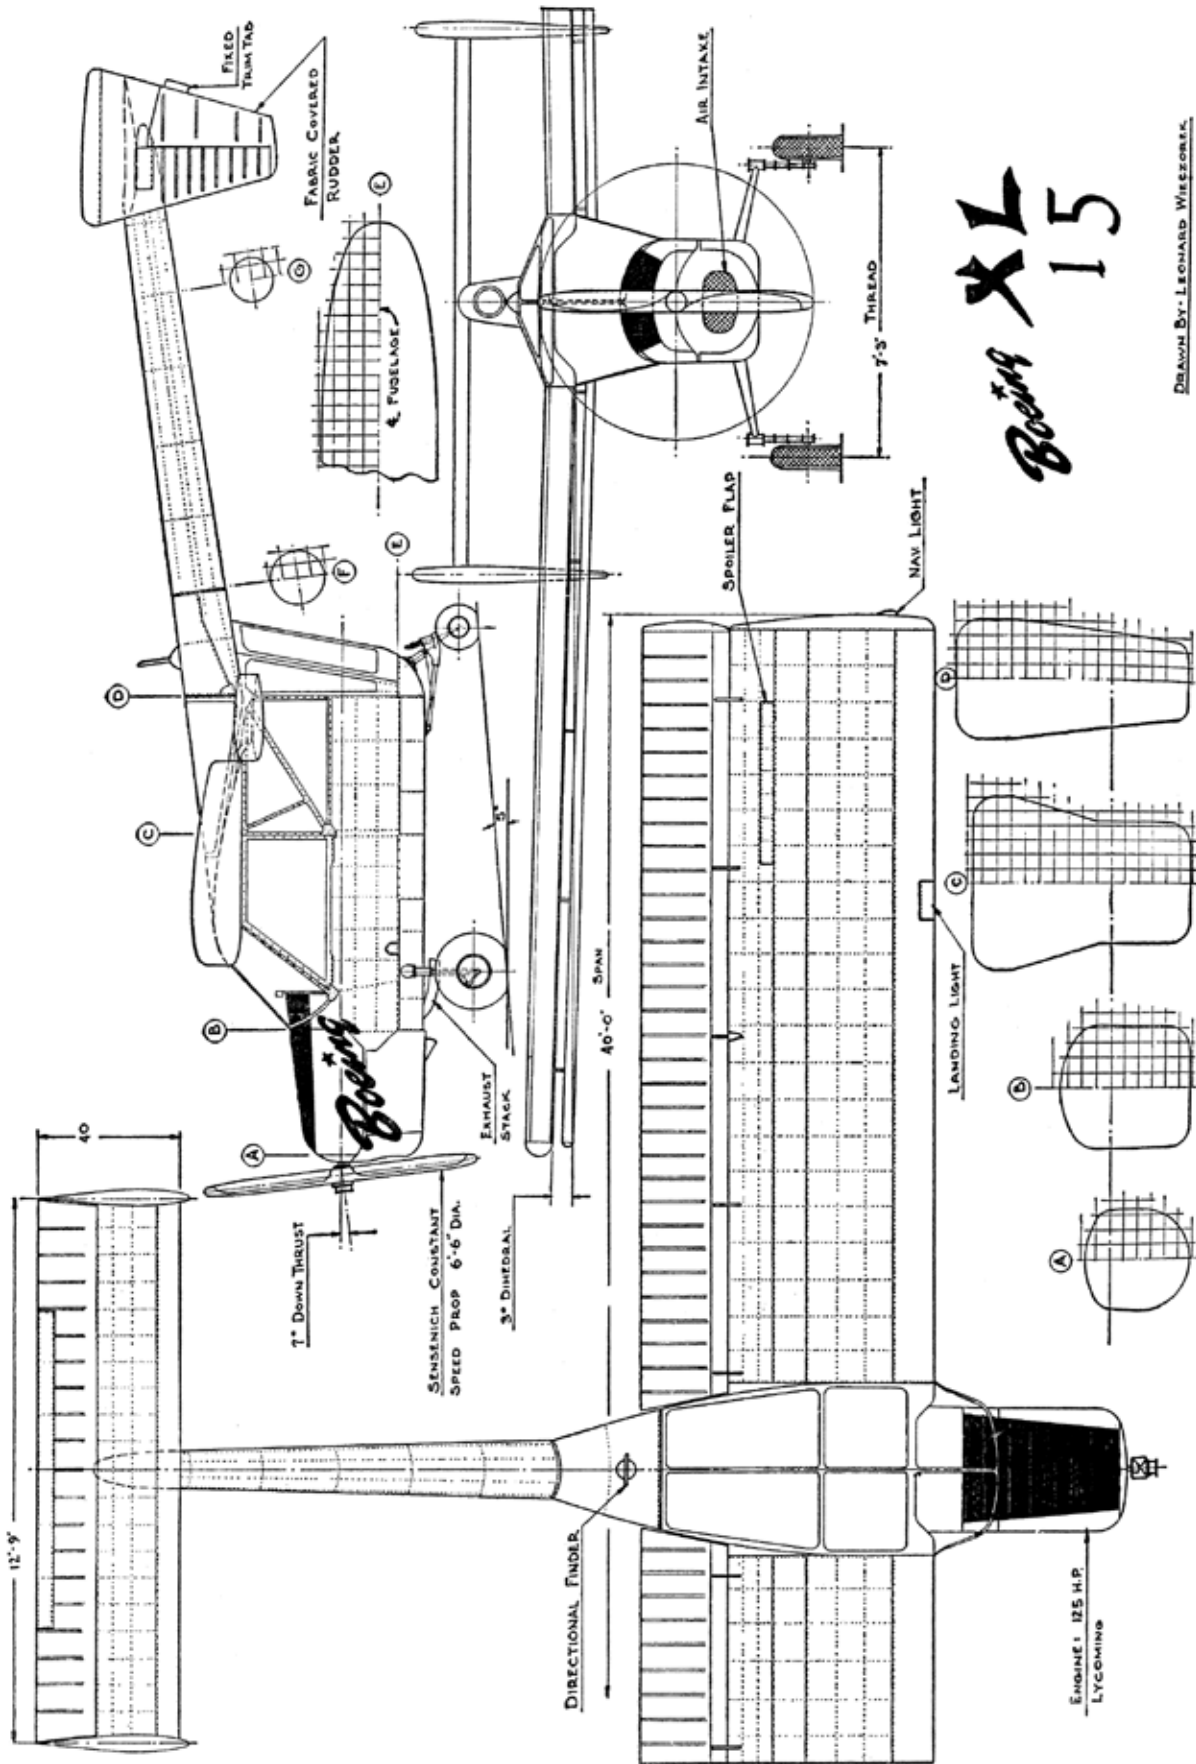 12'-9"
40
FIXED
TRIM TAB
FABRIC COVERED
RUDDER
G
F
E
℄ FUSELAGE
E
D
C
B
A
Boeing
7° DOWN THRUST
SENSENICH CONSTANT
SPEED PROP 6'-6" DIA.
EXHAUST
STACK
5°
3° DIHEDRAL
AIR INTAKE
7'-3" THREAD
40'-0" SPAN
SPOILER FLAP
NAV. LIGHT
DIRECTIONAL FINDER
LANDING LIGHT
ENGINE: 125 H.P.
LYCOMING
A
B
C
D
Boeing XL
15
DRAWN BY- LEONARD WIECZOREK